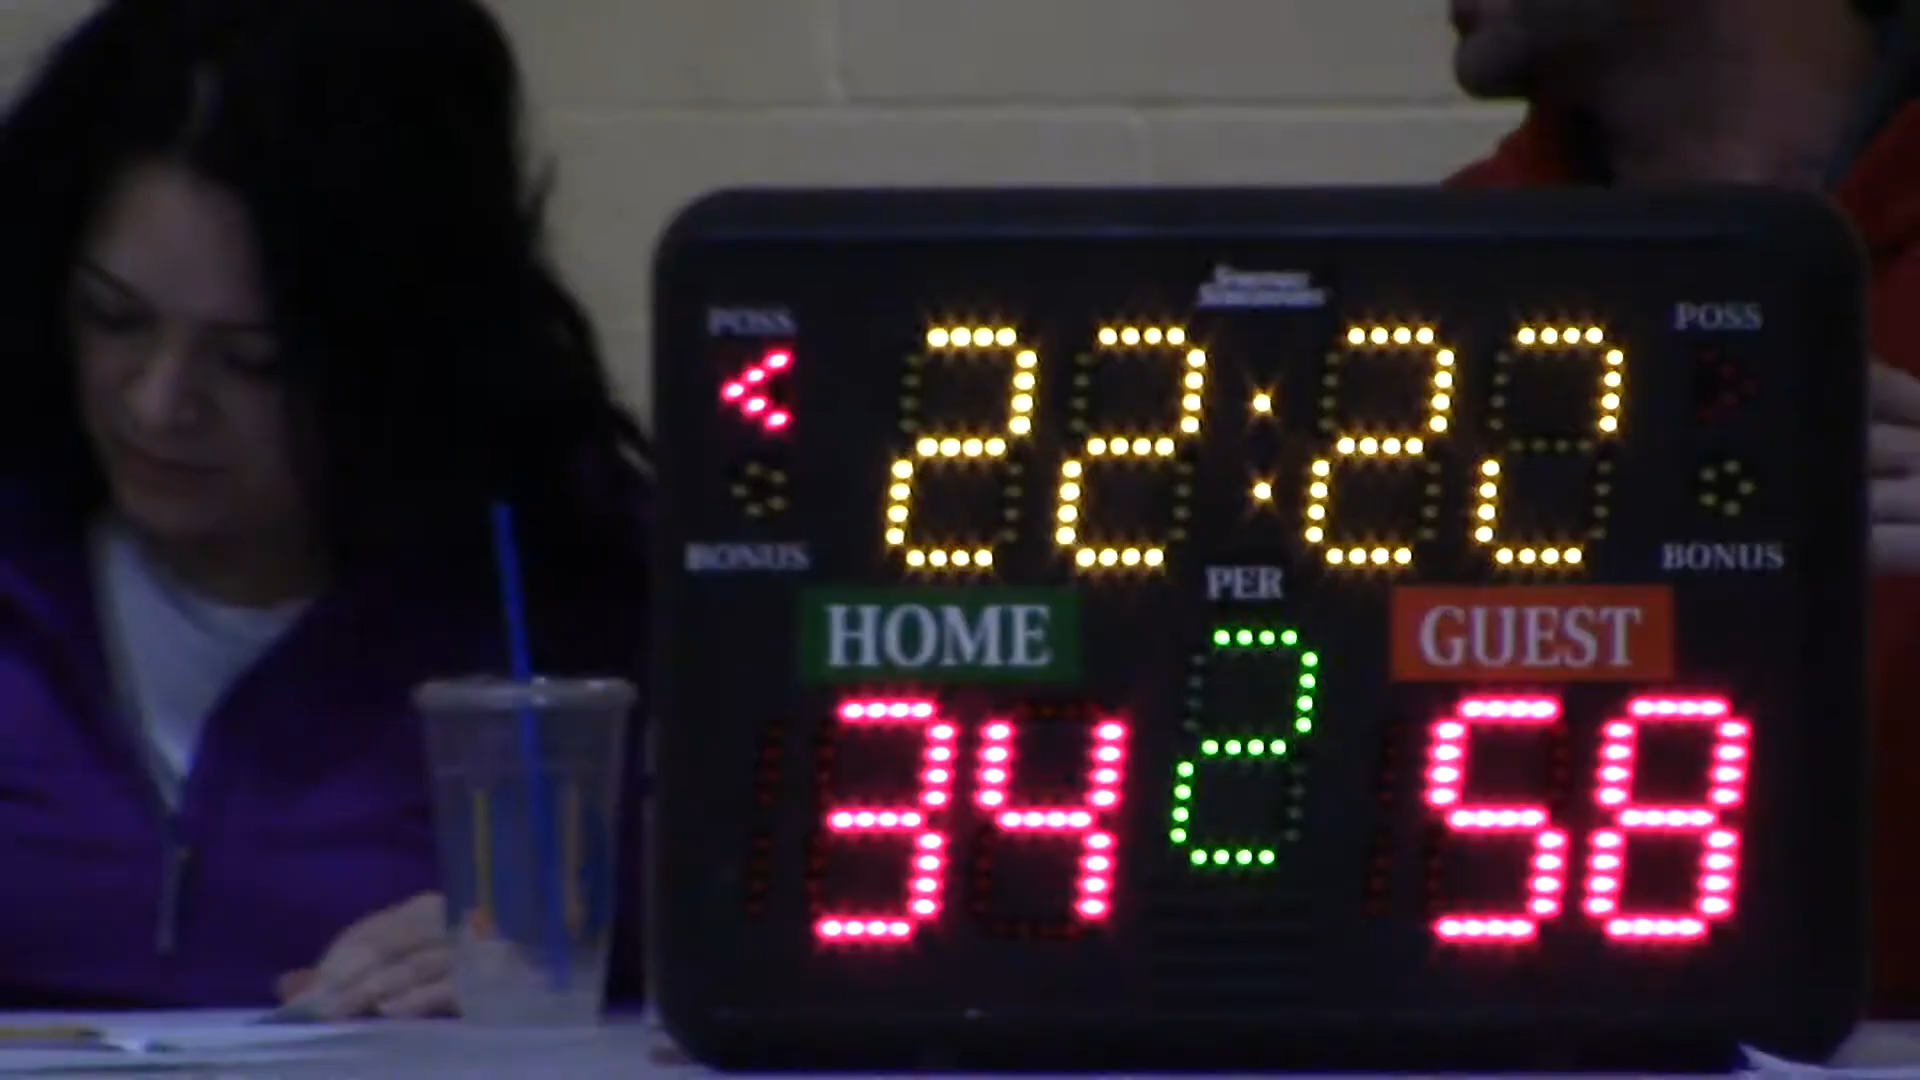 POSS
POSS
< 22:22
BONUS
BONUS
PER
HOME
GUEST
2
34
58